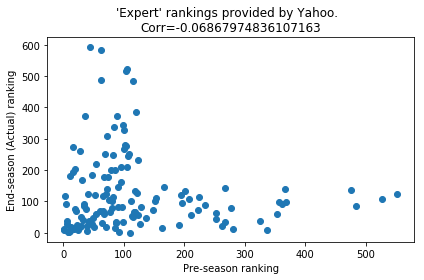 'Expert' rankings provided by Yahoo.
Corr=-0.06867974836107163
End-season (Actual) ranking
600
500
400
300
200
100
0
0 100 200 300 400 500
Pre-season ranking